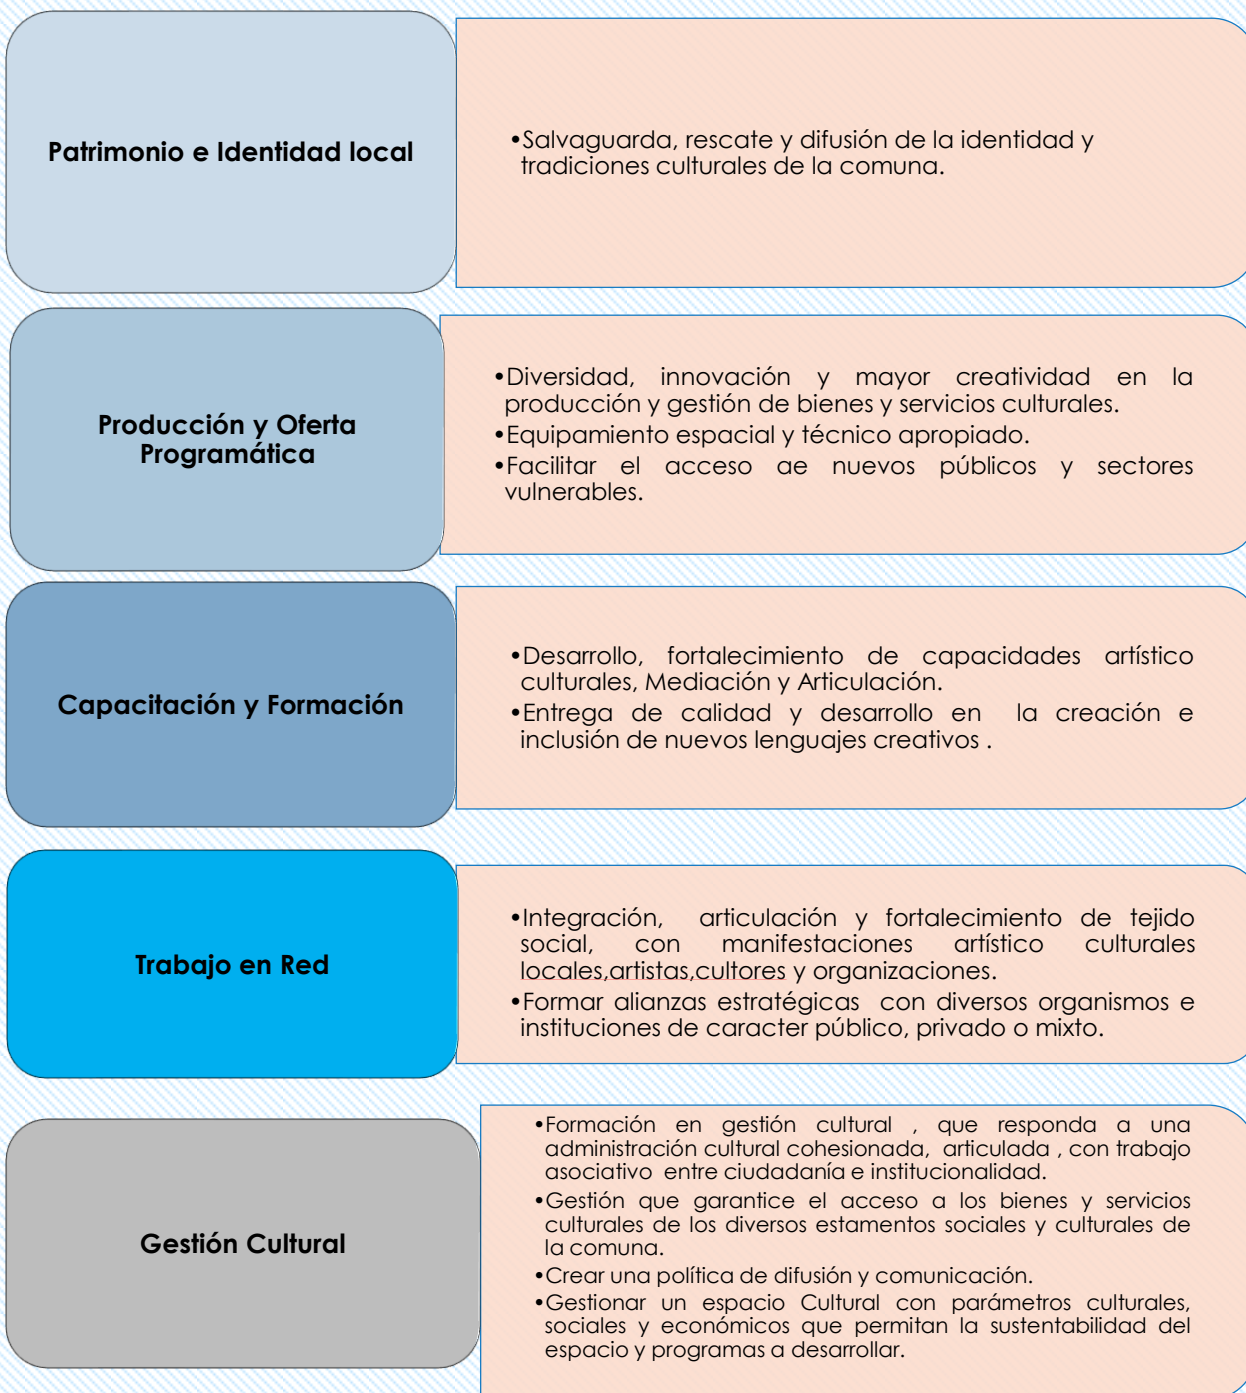 Patrimonio e Identidad local
•Salvaguarda, rescate y difusión de la identidad y
tradiciones culturales de la comuna.
Producción y Oferta
Programática
•Diversidad, innovación y mayor creatividad en la
producción y gestión de bienes y servicios culturales.
•Equipamiento espacial y técnico apropiado.
•Facilitar el acceso ae nuevos públicos y sectores
vulnerables.
Capacitación y Formación
•Desarrollo, fortalecimiento de capacidades artístico
culturales, Mediación y Articulación.
•Entrega de calidad y desarrollo en la creación e
inclusión de nuevos lenguajes creativos .
Trabajo en Red
•Integración, articulación y fortalecimiento de tejido
social, con manifestaciones artístico culturales
locales,artistas,cultores y organizaciones.
•Formar alianzas estratégicas con diversos organismos e
instituciones de caracter público, privado o mixto.
Gestión Cultural
•Formación en gestión cultural , que responda a una
administración cultural cohesionada, articulada , con trabajo
asociativo entre ciudadanía e institucionalidad.
•Gestión que garantice el acceso a los bienes y servicios
culturales de los diversos estamentos sociales y culturales de
la comuna.
•Crear una política de difusión y comunicación.
•Gestionar un espacio Cultural con parámetros culturales,
sociales y económicos que permitan la sustentabilidad del
espacio y programas a desarrollar.